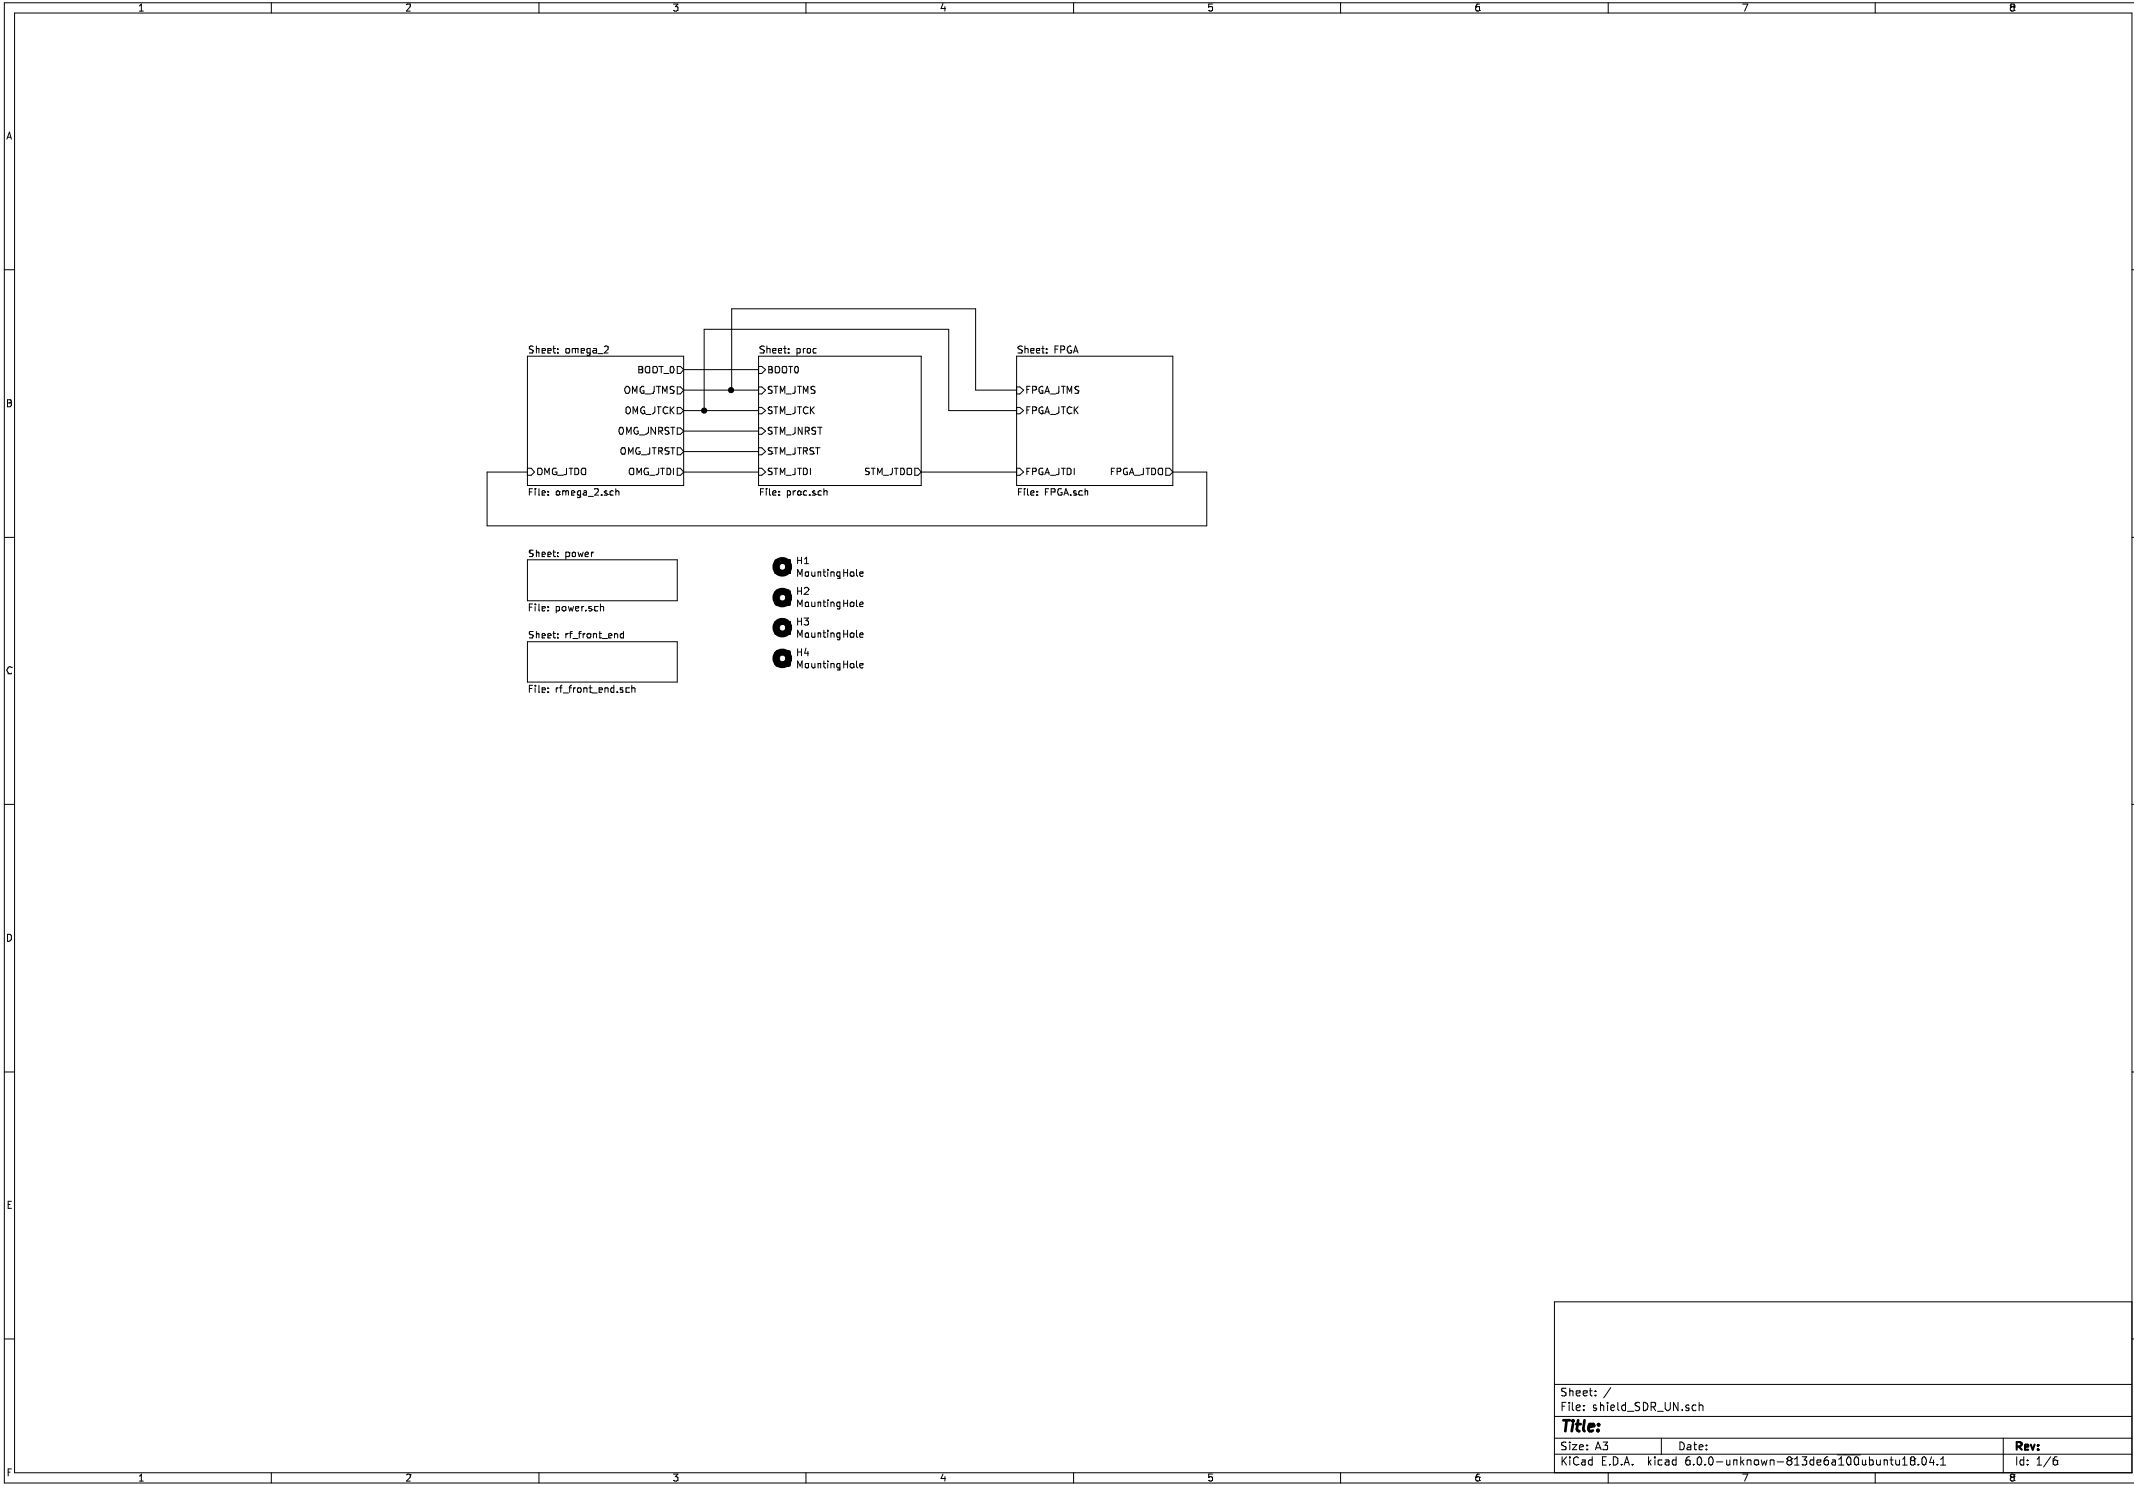 1 2 3 4 5 6 7 8
A
B
C
D
E
F
Sheet: omega_2
BOOT_0
OMG_JTMS
OMG_JTCK
OMG_JNRST
OMG_JTRST
OMG_JTDO OMG_JTDI
File: omega_2.sch
Sheet: proc
BOOT0
STM_JTMS
STM_JTCK
STM_JNRST
STM_JTRST
STM_JTDI STM_JTDO
File: proc.sch
Sheet: FPGA
FPGA_JTMS
FPGA_JTCK
FPGA_JTDI FPGA_JTDO
File: FPGA.sch
Sheet: power
File: power.sch
Sheet: rf_front_end
File: rf_front_end.sch
H1
MountingHole
H2
MountingHole
H3
MountingHole
H4
MountingHole
Sheet: /
File: shield_SDR_UN.sch
Title:
Size: A3 Date: Rev:
KiCad E.D.A. kicad 6.0.0-unknown-813de6a100ubuntu18.04.1 Id: 1/6
1 2 3 4 5 6 7 8